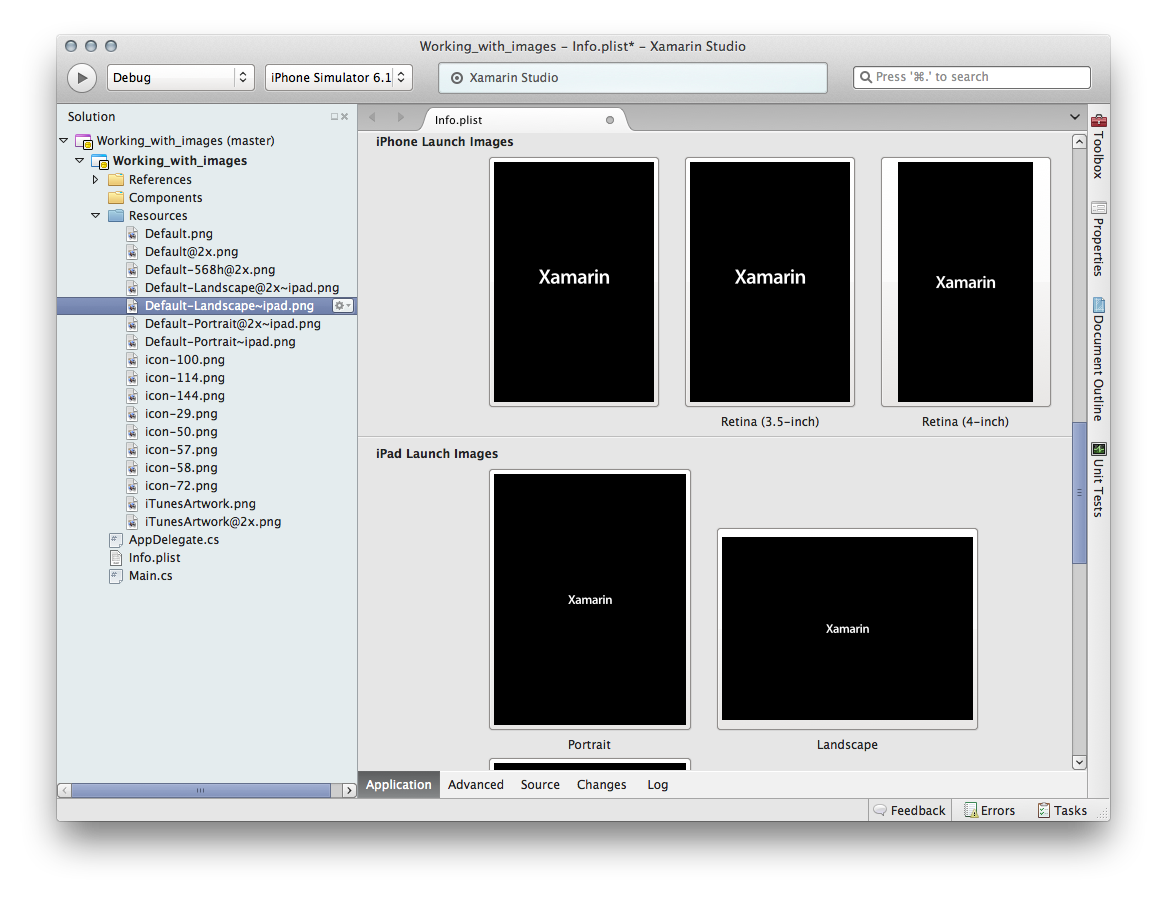 Working_with_images – Info.plist* – Xamarin Studio
Debug
iPhone Simulator 6.1
Xamarin Studio
Press '⌘.' to search
Solution
Working_with_images (master)
Working_with_images
References
Components
Resources
Default.png
Default@2x.png
Default-568h@2x.png
Default-Landscape@2x~ipad.png
Default-Landscape~ipad.png
Default-Portrait@2x~ipad.png
Default-Portrait~ipad.png
icon-100.png
icon-114.png
icon-144.png
icon-29.png
icon-50.png
icon-57.png
icon-58.png
icon-72.png
iTunesArtwork.png
iTunesArtwork@2x.png
AppDelegate.cs
Info.plist
Main.cs
Info.plist
iPhone Launch Images
Xamarin
Xamarin
Xamarin
Retina (3.5-inch)
Retina (4-inch)
iPad Launch Images
Xamarin
Xamarin
Portrait
Landscape
Application
Advanced
Source
Changes
Log
Toolbox
Properties
Document Outline
Unit Tests
Feedback
Errors
Tasks